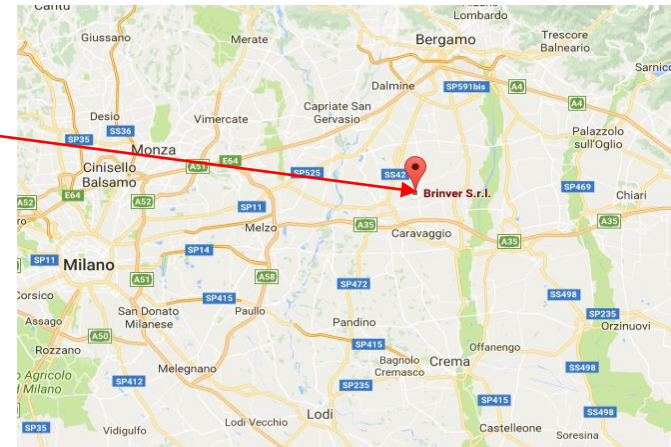 Cantù
Lombardo
Giussano
Merate
Bergamo
Trescore
Balneario
Sarnico
Dalmine
SP591bis
A4
A4
Capriate San
Gervasio
Desio
SS36
Vimercate
Palazzolo
sull'Oglio
SP35
Monza
E64
A51
Cinisello
Balsamo
SP525
SS42
Brinver S.r.l.
SP469
Chiari
E64
A52
A52
SP11
Melzo
A35
Caravaggio
A35
A35
SP14
SP11
Milano
A51
A58
SP472
Corsico
SP415
San Donato
Milanese
Paullo
SS498
SP235
Orzinuovi
Assago
A50
Pandino
Rozzano
SP415
Offanengo
Bagnolo
Cremasco
Crema
SS498
Melegnano
o Agricolo
d Milano
SP412
SP235
SP415
SS498
Lodi
Lodi Vecchio
SP35
Vidigulfo
Castelleone
Soresina